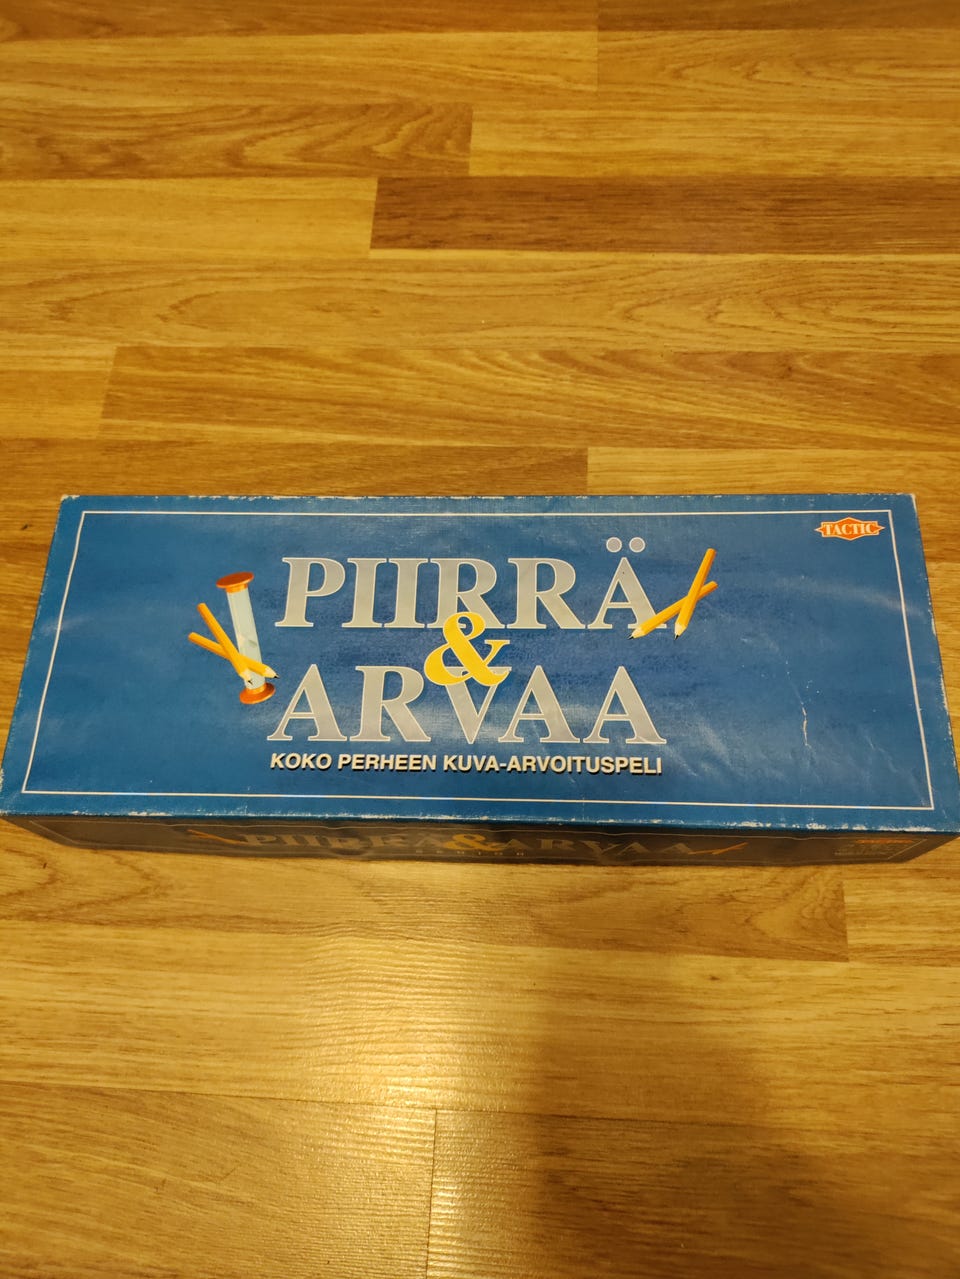 TACTIC
PIIRRÄ
&
ARVAA
KOKO PERHEEN KUVA-ARVOITUSPELI
PIIRRÄ & ARVAA